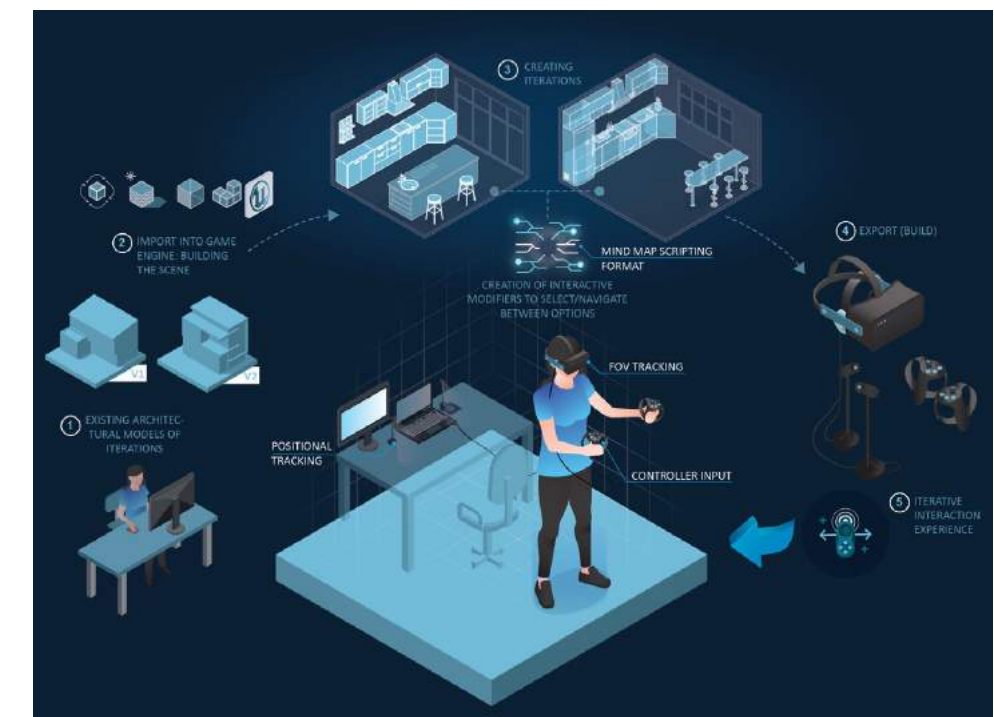 3 CREATING
ITERATIONS
2 IMPORT INTO GAME
ENGINE: BUILDING
THE SCENE
4 EXPORT (BUILD)
MIND MAP SCRIPTING
FORMAT
CREATION OF INTERACTIVE
MODIFIERS TO SELECT/NAVIGATE
BETWEEN OPTIONS
V1
V2
FOV TRACKING
1 EXISTING ARCHITEC-
TURAL MODELS OF
ITERATIONS
POSITIONAL
TRACKING
CONTROLLER INPUT
5 ITERATIVE
INTERACTION
EXPERIENCE